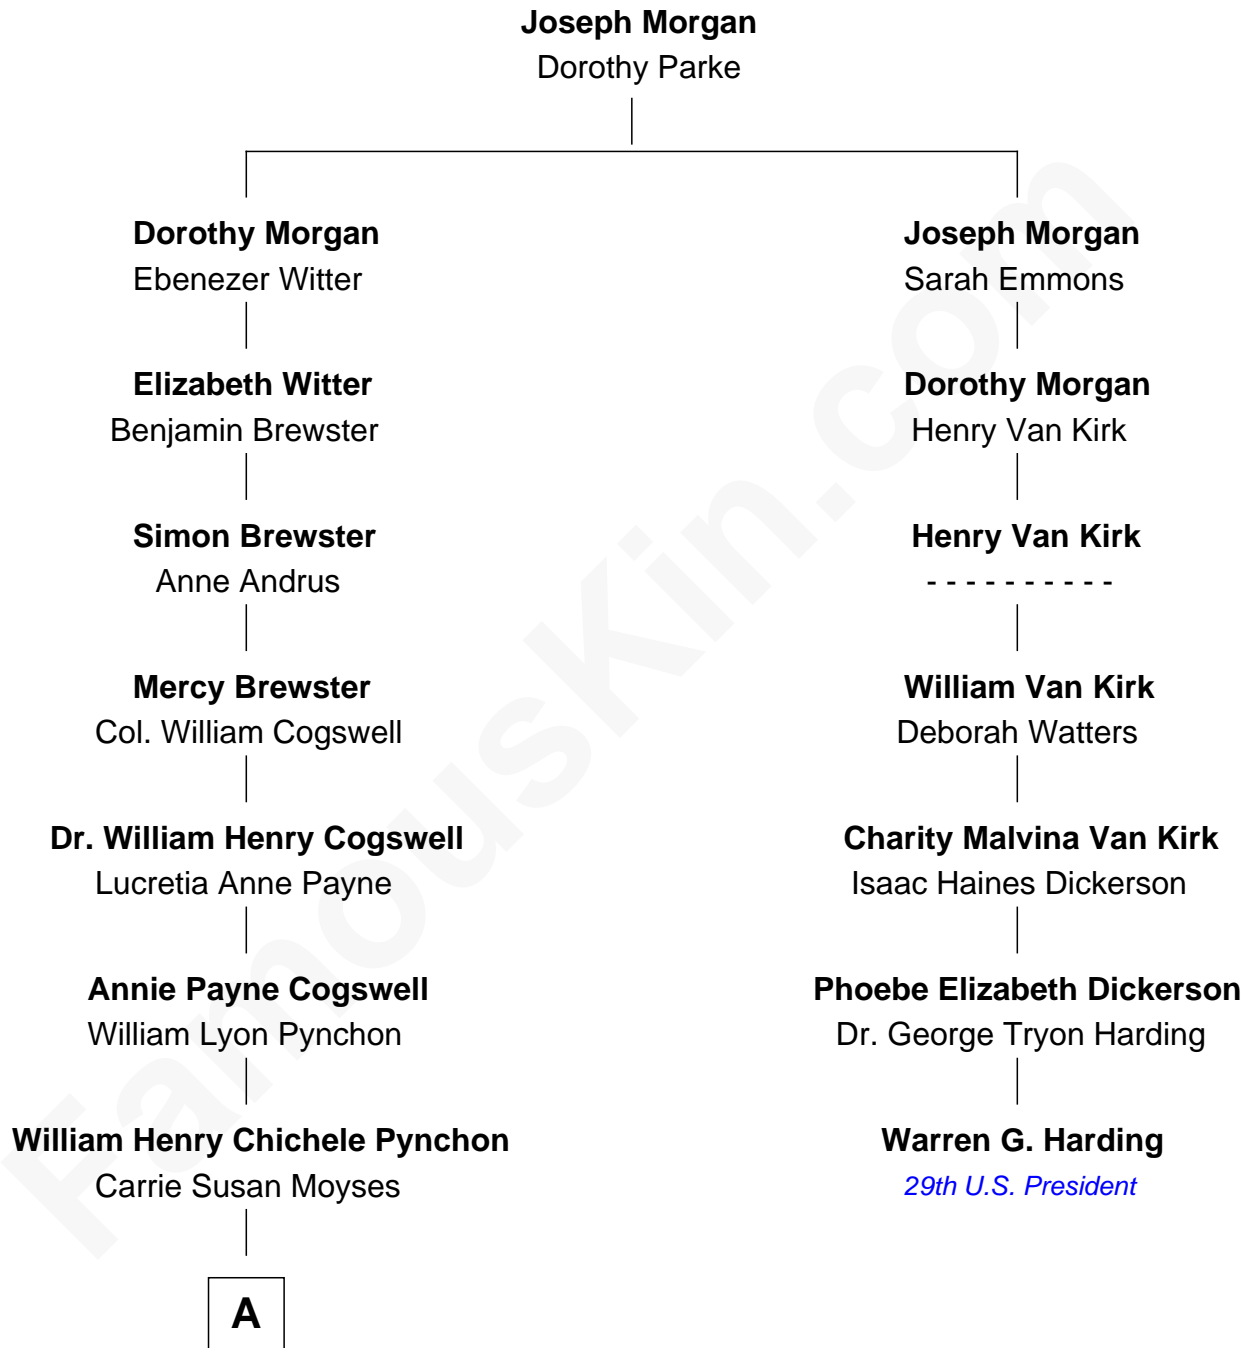 Joseph Morgan
Dorothy Parke
Dorothy Morgan
Ebenezer Witter
Elizabeth Witter
Benjamin Brewster
Simon Brewster
Anne Andrus
Mercy Brewster
Col. William Cogswell
Dr. William Henry Cogswell
Lucretia Anne Payne
Annie Payne Cogswell
William Lyon Pynchon
William Henry Chichele Pynchon
Carrie Susan Moyses
A
Joseph Morgan
Sarah Emmons
Dorothy Morgan
Henry Van Kirk
Henry Van Kirk
- - - - - - - - - -
William Van Kirk
Deborah Watters
Charity Malvina Van Kirk
Isaac Haines Dickerson
Phoebe Elizabeth Dickerson
Dr. George Tryon Harding
Warren G. Harding
29th U.S. President
FamousKin.com